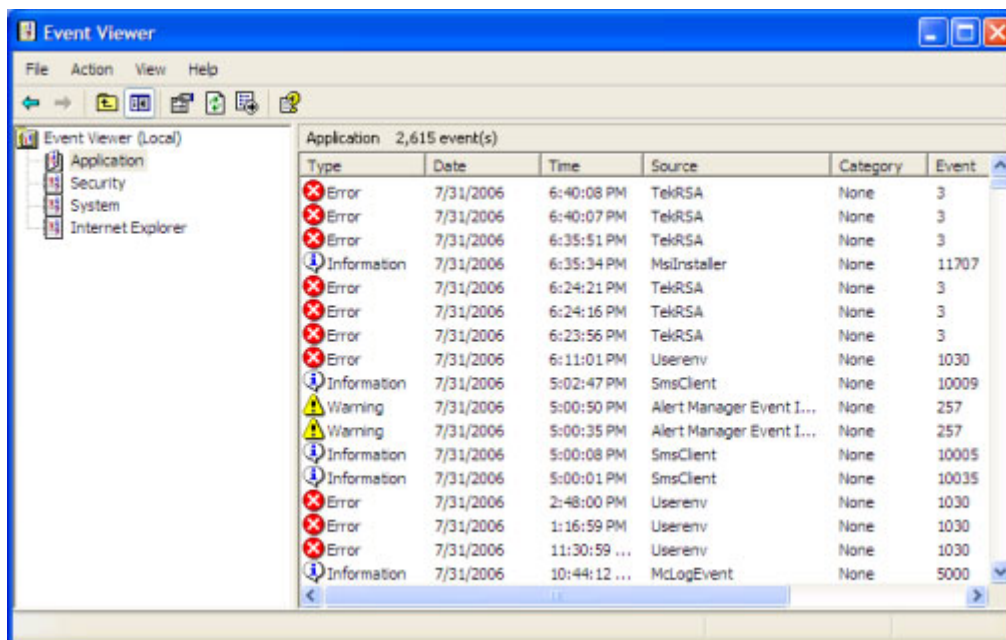 Event Viewer
File Action View Help
Event Viewer (Local)
Application
Security
System
Internet Explorer
Application 2,615 event(s)
Type Date Time Source Category Event
Error 7/31/2006 6:40:08 PM TekRSA None 3
Error 7/31/2006 6:40:07 PM TekRSA None 3
Error 7/31/2006 6:35:51 PM TekRSA None 3
Information 7/31/2006 6:35:34 PM MsiInstaller None 11707
Error 7/31/2006 6:24:21 PM TekRSA None 3
Error 7/31/2006 6:24:16 PM TekRSA None 3
Error 7/31/2006 6:23:56 PM TekRSA None 3
Error 7/31/2006 6:11:01 PM Userenv None 1030
Information 7/31/2006 5:02:47 PM SmsClient None 10009
Warning 7/31/2006 5:00:50 PM Alert Manager Event I... None 257
Warning 7/31/2006 5:00:35 PM Alert Manager Event I... None 257
Information 7/31/2006 5:00:08 PM SmsClient None 10005
Information 7/31/2006 5:00:01 PM SmsClient None 10035
Error 7/31/2006 2:48:00 PM Userenv None 1030
Error 7/31/2006 1:16:59 PM Userenv None 1030
Error 7/31/2006 11:30:59 ... Userenv None 1030
Information 7/31/2006 10:44:12 ... McLogEvent None 5000